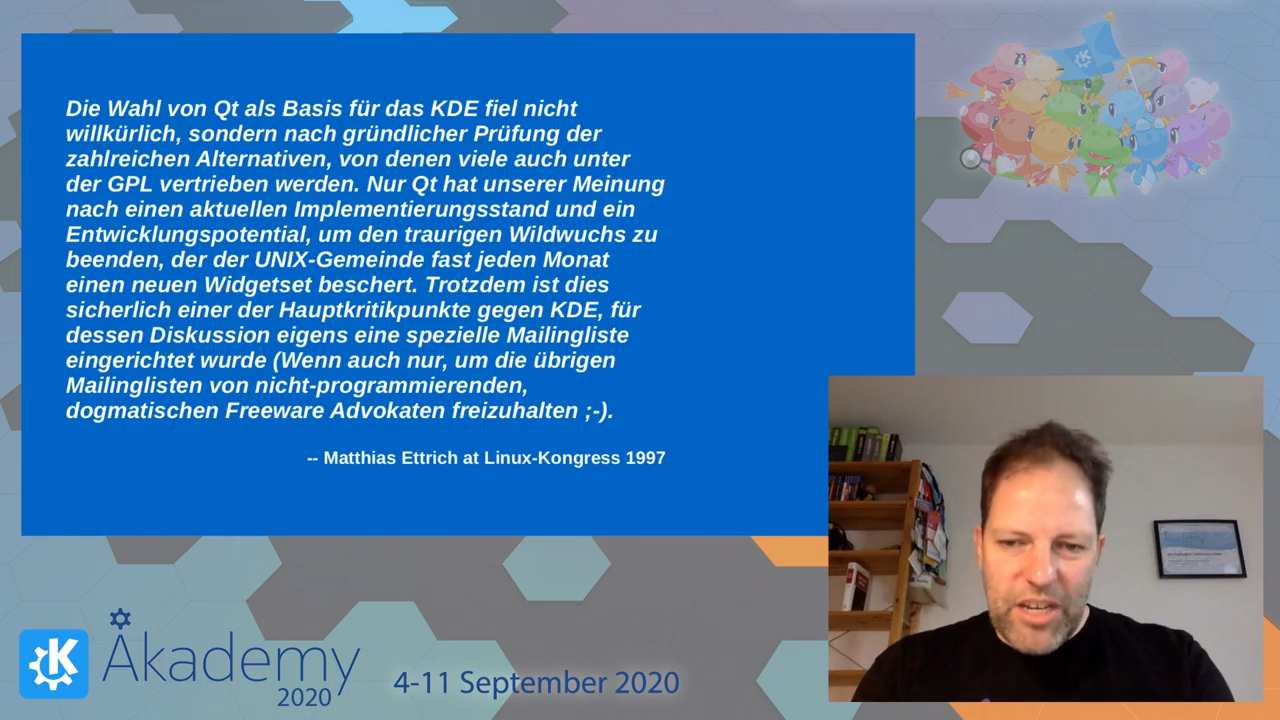 Die Wahl von Qt als Basis für das KDE fiel nicht
willkürlich, sondern nach gründlicher Prüfung der
zahlreichen Alternativen, von denen viele auch unter
der GPL vertrieben werden. Nur Qt hat unserer Meinung
nach einen aktuellen Implementierungsstand und ein
Entwicklungspotential, um den traurigen Wildwuchs zu
beenden, der der UNIX-Gemeinde fast jeden Monat
einen neuen Widgetset beschert. Trotzdem ist dies
sicherlich einer der Hauptkritikpunkte gegen KDE, für
dessen Diskussion eigens eine spezielle Mailingliste
eingerichtet wurde (Wenn auch nur, um die übrigen
Mailinglisten von nicht-programmierenden,
dogmatischen Freeware Advokaten freizuhalten ;-).
-- Matthias Ettrich at Linux-Kongress 1997
Akademy
2020
4-11 September 2020